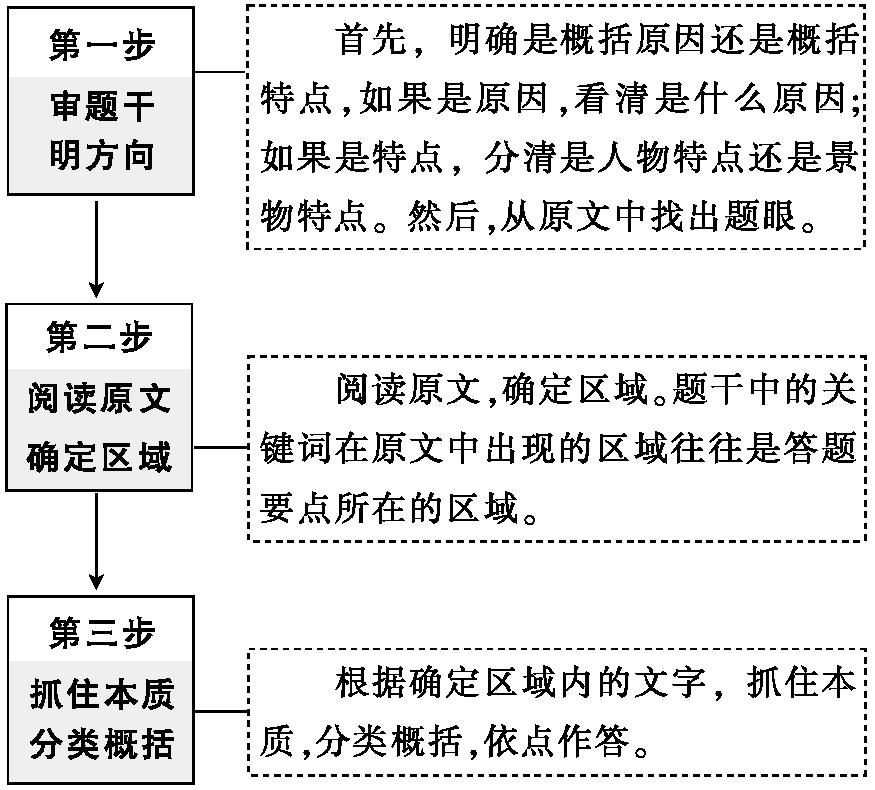 第一步
审题干
明方向
首先，明确是概括原因还是概括
特点，如果是原因，看清是什么原因；
如果是特点，分清是人物特点还是景
物特点。然后，从原文中找出题眼。
第二步
阅读原文
确定区域
阅读原文，确定区域。题干中的关
键词在原文中出现的区域往往是答题
要点所在的区域。
第三步
抓住本质
分类概括
根据确定区域内的文字，抓住本
质，分类概括，依点作答。